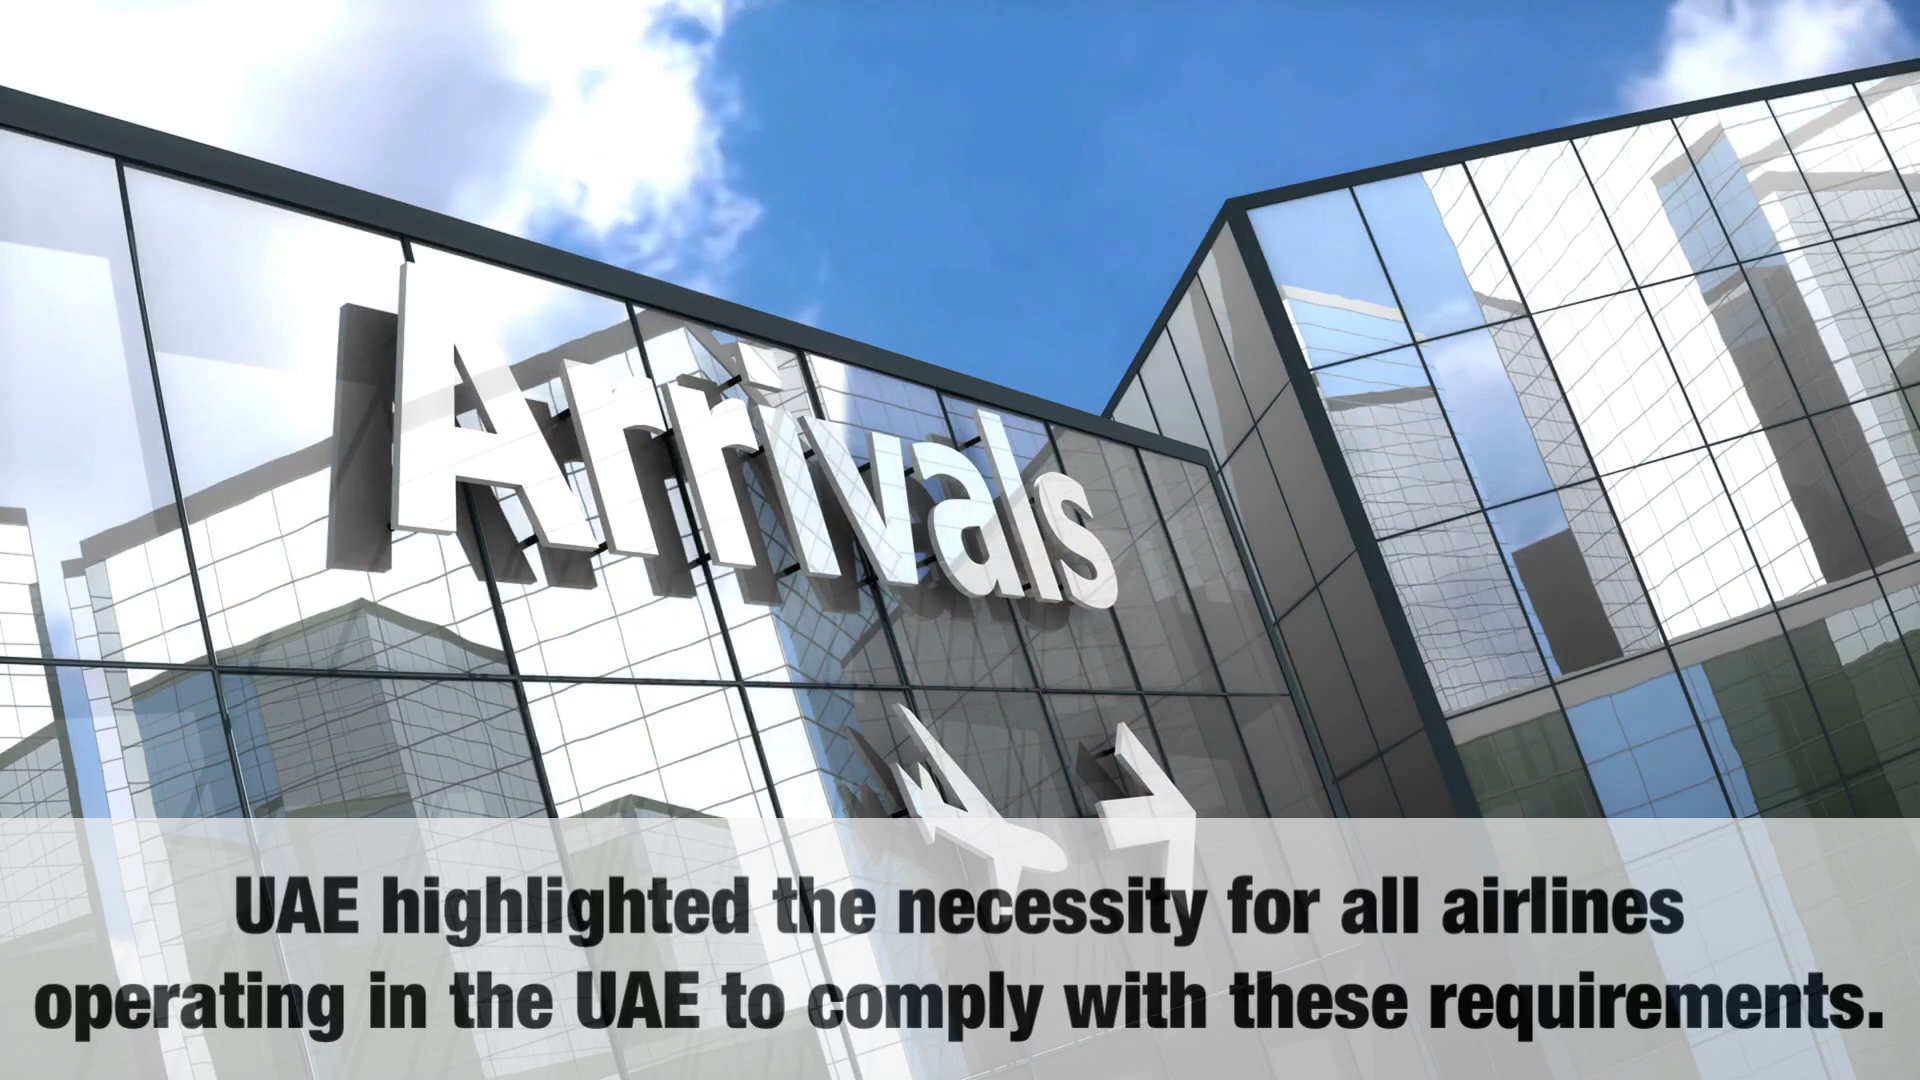 Arrivals
UAE highlighted the necessity for all airlines
operating in the UAE to comply with these requirements.